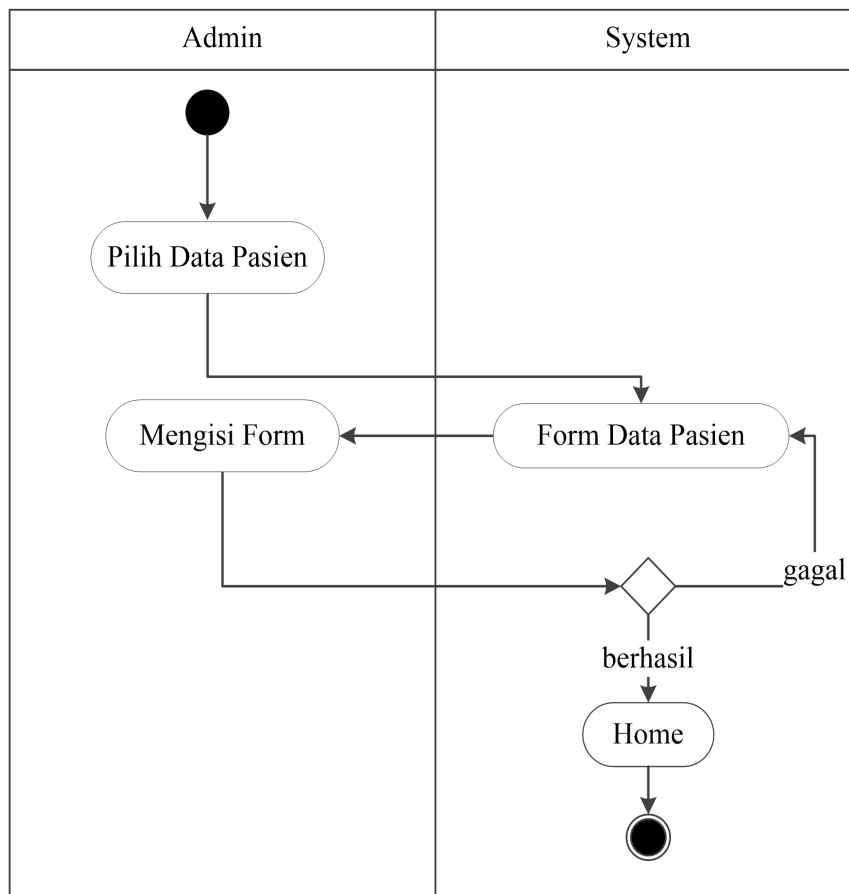 Admin
System
Pilih Data Pasien
Mengisi Form
Form Data Pasien
gagal
berhasil
Home